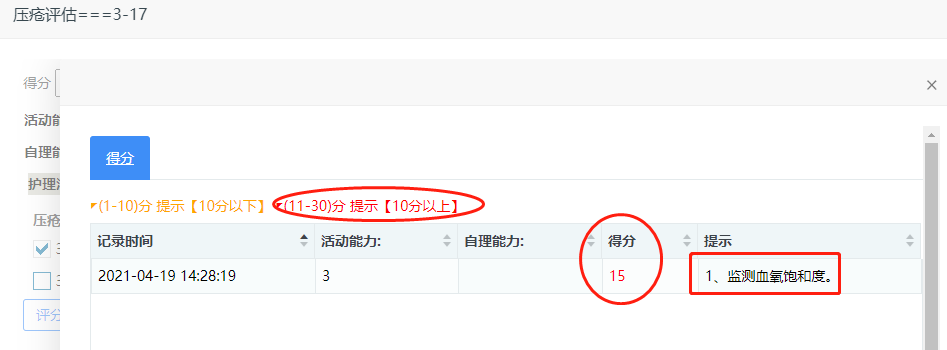 压疮评估===3-17
得分
活动能
自理能
护理
压疮
3
3
评分
×
得分
(1-10)分 提示【10分以下】 (11-30)分 提示【10分以上】
记录时间 活动能力: 自理能力: 得分 提示
2021-04-19 14:28:19 3 15 1、监测血氧饱和度。